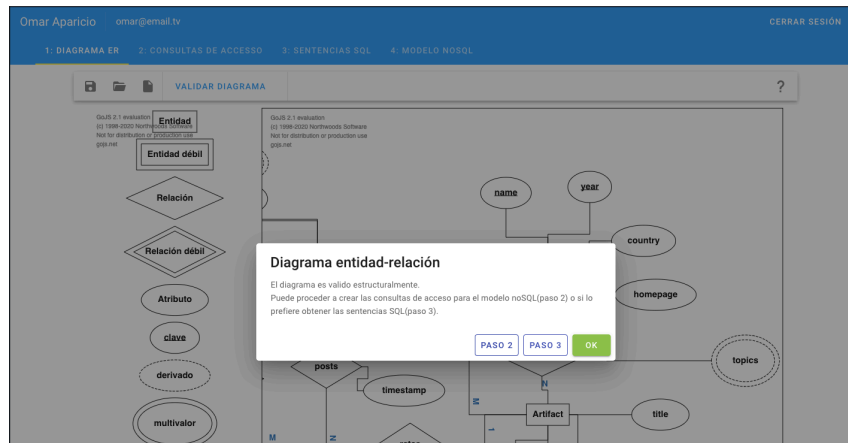 Omar Aparicio omar@email.tv CERRAR SESIÓN
1: DIAGRAMA ER 2: CONSULTAS DE ACCESSO 3: SENTENCIAS SQL 4: MODELO NOSQL
VALIDAR DIAGRAMA ?
GoJS 2.1 evaluation
(c) 1998-2020 Northwoods Software
Not for distribution or production use
gojs.net
Entidad
Entidad débil
Relación
Relación débil
Atributo
clave
derivado
multivalor
GoJS 2.1 evaluation
(c) 1998-2020 Northwoods Software
Not for distribution or production use
gojs.net
name
year
country
homepage
Diagrama entidad-relación
El diagrama es valido estructuralmente.
Puede proceder a crear las consultas de acceso para el modelo noSQL(paso 2) o si lo
prefiere obtener las sentencias SQL(paso 3).
PASO 2 PASO 3 OK
posts
timestamp
topics
N
M
Artifact
title
1
M
N